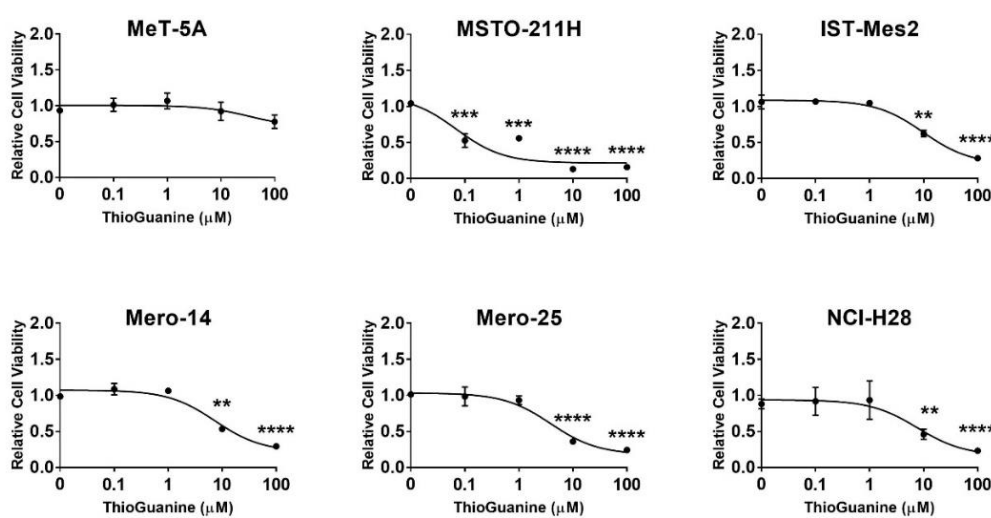 MeT-5A
Relative Cell Viability
2.0
1.5
1.0
0.5
0.0
0 0.1 1 10 100
ThioGuanine (μM)
MSTO-211H
Relative Cell Viability
2.0
1.5
1.0
0.5
0.0
*** *** **** ****
0 0.1 1 10 100
ThioGuanine (μM)
IST-Mes2
Relative Cell Viability
2.0
1.5
1.0
0.5
0.0
** ****
0 0.1 1 10 100
ThioGuanine (μM)
Mero-14
Relative Cell Viability
2.0
1.5
1.0
0.5
0.0
** ****
0 0.1 1 10 100
ThioGuanine (μM)
Mero-25
Relative Cell Viability
2.0
1.5
1.0
0.5
0.0
**** ****
0 0.1 1 10 100
ThioGuanine (μM)
NCI-H28
Relative Cell Viability
2.0
1.5
1.0
0.5
0.0
** ****
0 0.1 1 10 100
ThioGuanine (μM)